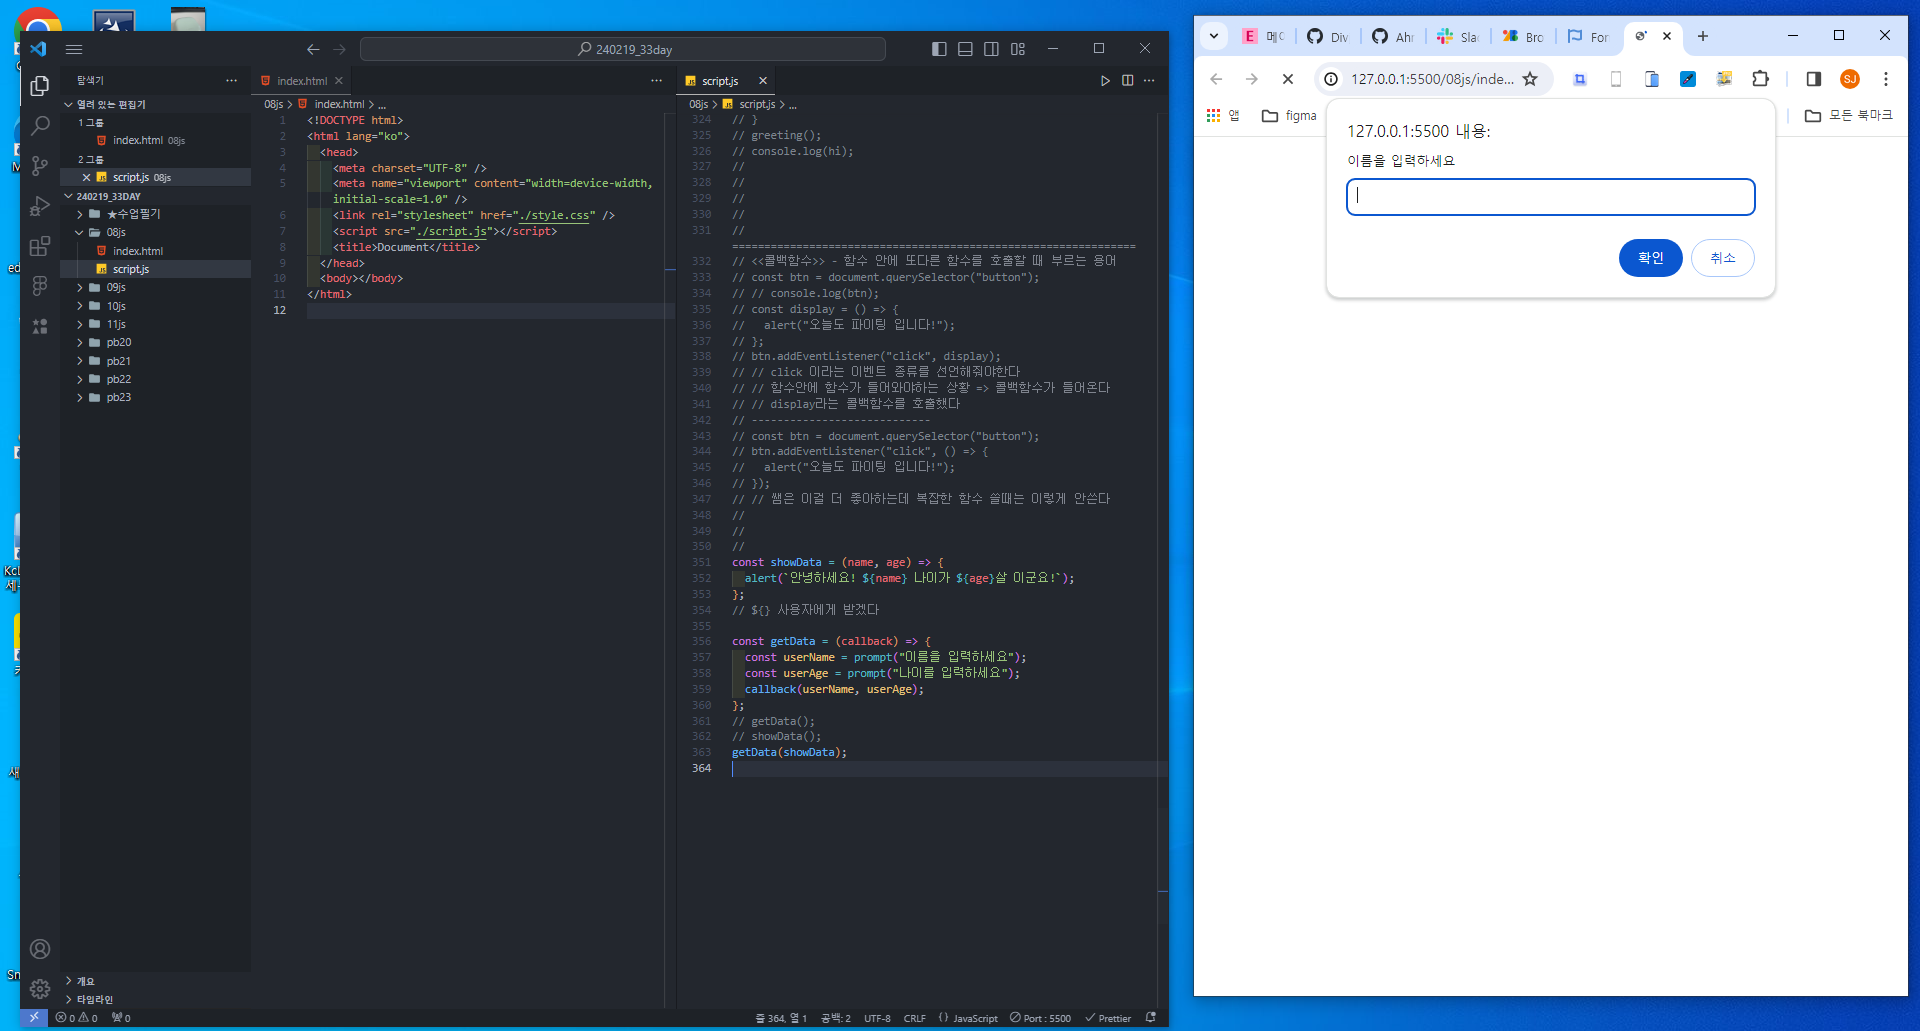 240219_33day
탐색기
열려 있는 편집기
1 그룹
index.html 08js
2 그룹
script.js 08js
240219_33DAY
★수업필기
08js
index.html
script.js
09js
10js
11js
pb20
pb21
pb22
pb23
개요
타임라인
index.html
08js > index.html > ...
1 <!DOCTYPE html>
2 <html lang="ko">
3 <head>
4 <meta charset="UTF-8" />
5 <meta name="viewport" content="width=device-width,
initial-scale=1.0" />
6 <link rel="stylesheet" href="./style.css" />
7 <script src="./script.js"></script>
8 <title>Document</title>
9 </head>
10 <body></body>
11 </html>
12
script.js
08js > script.js > ...
324 // }
325 // greeting();
326 // console.log(hi);
327 //
328 //
329 //
330 //
331 //
===============================================================
332 // <<콜백함수>> - 함수 안에 또다른 함수를 호출할 때 부르는 용어
333 // const btn = document.querySelector("button");
334 // // console.log(btn);
335 // const display = () => {
336 //   alert("오늘도 파이팅 입니다!");
337 // };
338 // btn.addEventListener("click", display);
339 // // click 이라는 이벤트 종류를 선언해줘야한다
340 // // 함수안에 함수가 들어와야하는 상황 => 콜백함수가 들어온다
341 // // display라는 콜백함수를 호출했다
342 // ----------------------------
343 // const btn = document.querySelector("button");
344 // btn.addEventListener("click", () => {
345 //   alert("오늘도 파이팅 입니다!");
346 // });
347 // // 쌤은 이걸 더 좋아하는데 복잡한 함수 쓸때는 이렇게 안쓴다
348 //
349 //
350 //
351 const showData = (name, age) => {
352   alert(`안녕하세요! ${name} 나이가 ${age}살 이군요!`);
353 };
354 // ${} 사용자에게 받겠다
355
356 const getData = (callback) => {
357   const userName = prompt("이름을 입력하세요");
358   const userAge = prompt("나이를 입력하세요");
359   callback(userName, userAge);
360 };
361 // getData();
362 // showData();
363 getData(showData);
364
0 0 0
줄 364, 열 1 공백: 2 UTF-8 CRLF {} JavaScript Port : 5500 Prettier
Div Ahr Slac Bro For
127.0.0.1:5500/08js/inde... SJ
앱 figma 모든 북마크
127.0.0.1:5500 내용:
이름을 입력하세요
확인 취소